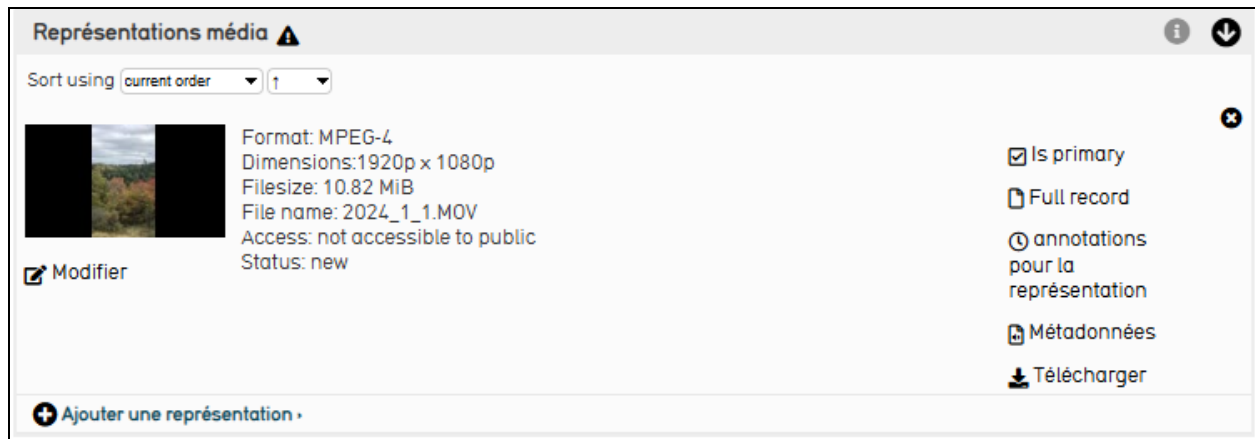 Représentations média
Sort using current order ↑
Format: MPEG-4
Dimensions:1920p x 1080p
Filesize: 10.82 MiB
File name: 2024_1_1.MOV
Access: not accessible to public
Status: new
Modifier
Is primary
Full record
annotations
pour la
représentation
Métadonnées
Télécharger
Ajouter une représentation ›